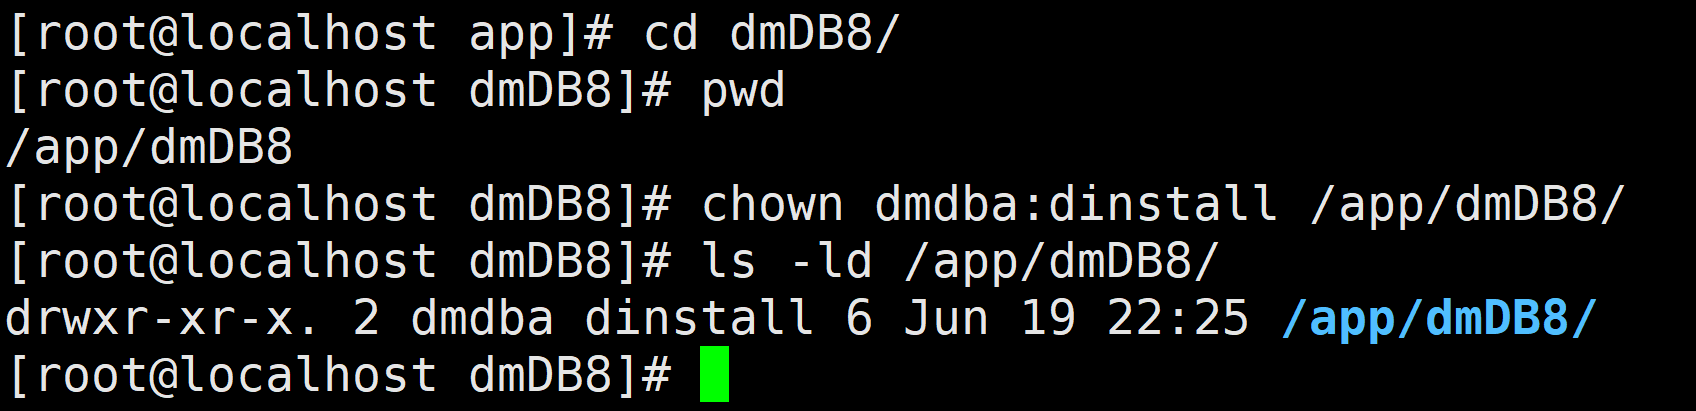 [root@localhost app]# cd dmDB8/
[root@localhost dmDB8]# pwd
/app/dmDB8
[root@localhost dmDB8]# chown dmdba:dinstall /app/dmDB8/
[root@localhost dmDB8]# ls -ld /app/dmDB8/
drwxr-xr-x. 2 dmdba dinstall 6 Jun 19 22:25 /app/dmDB8/
[root@localhost dmDB8]#